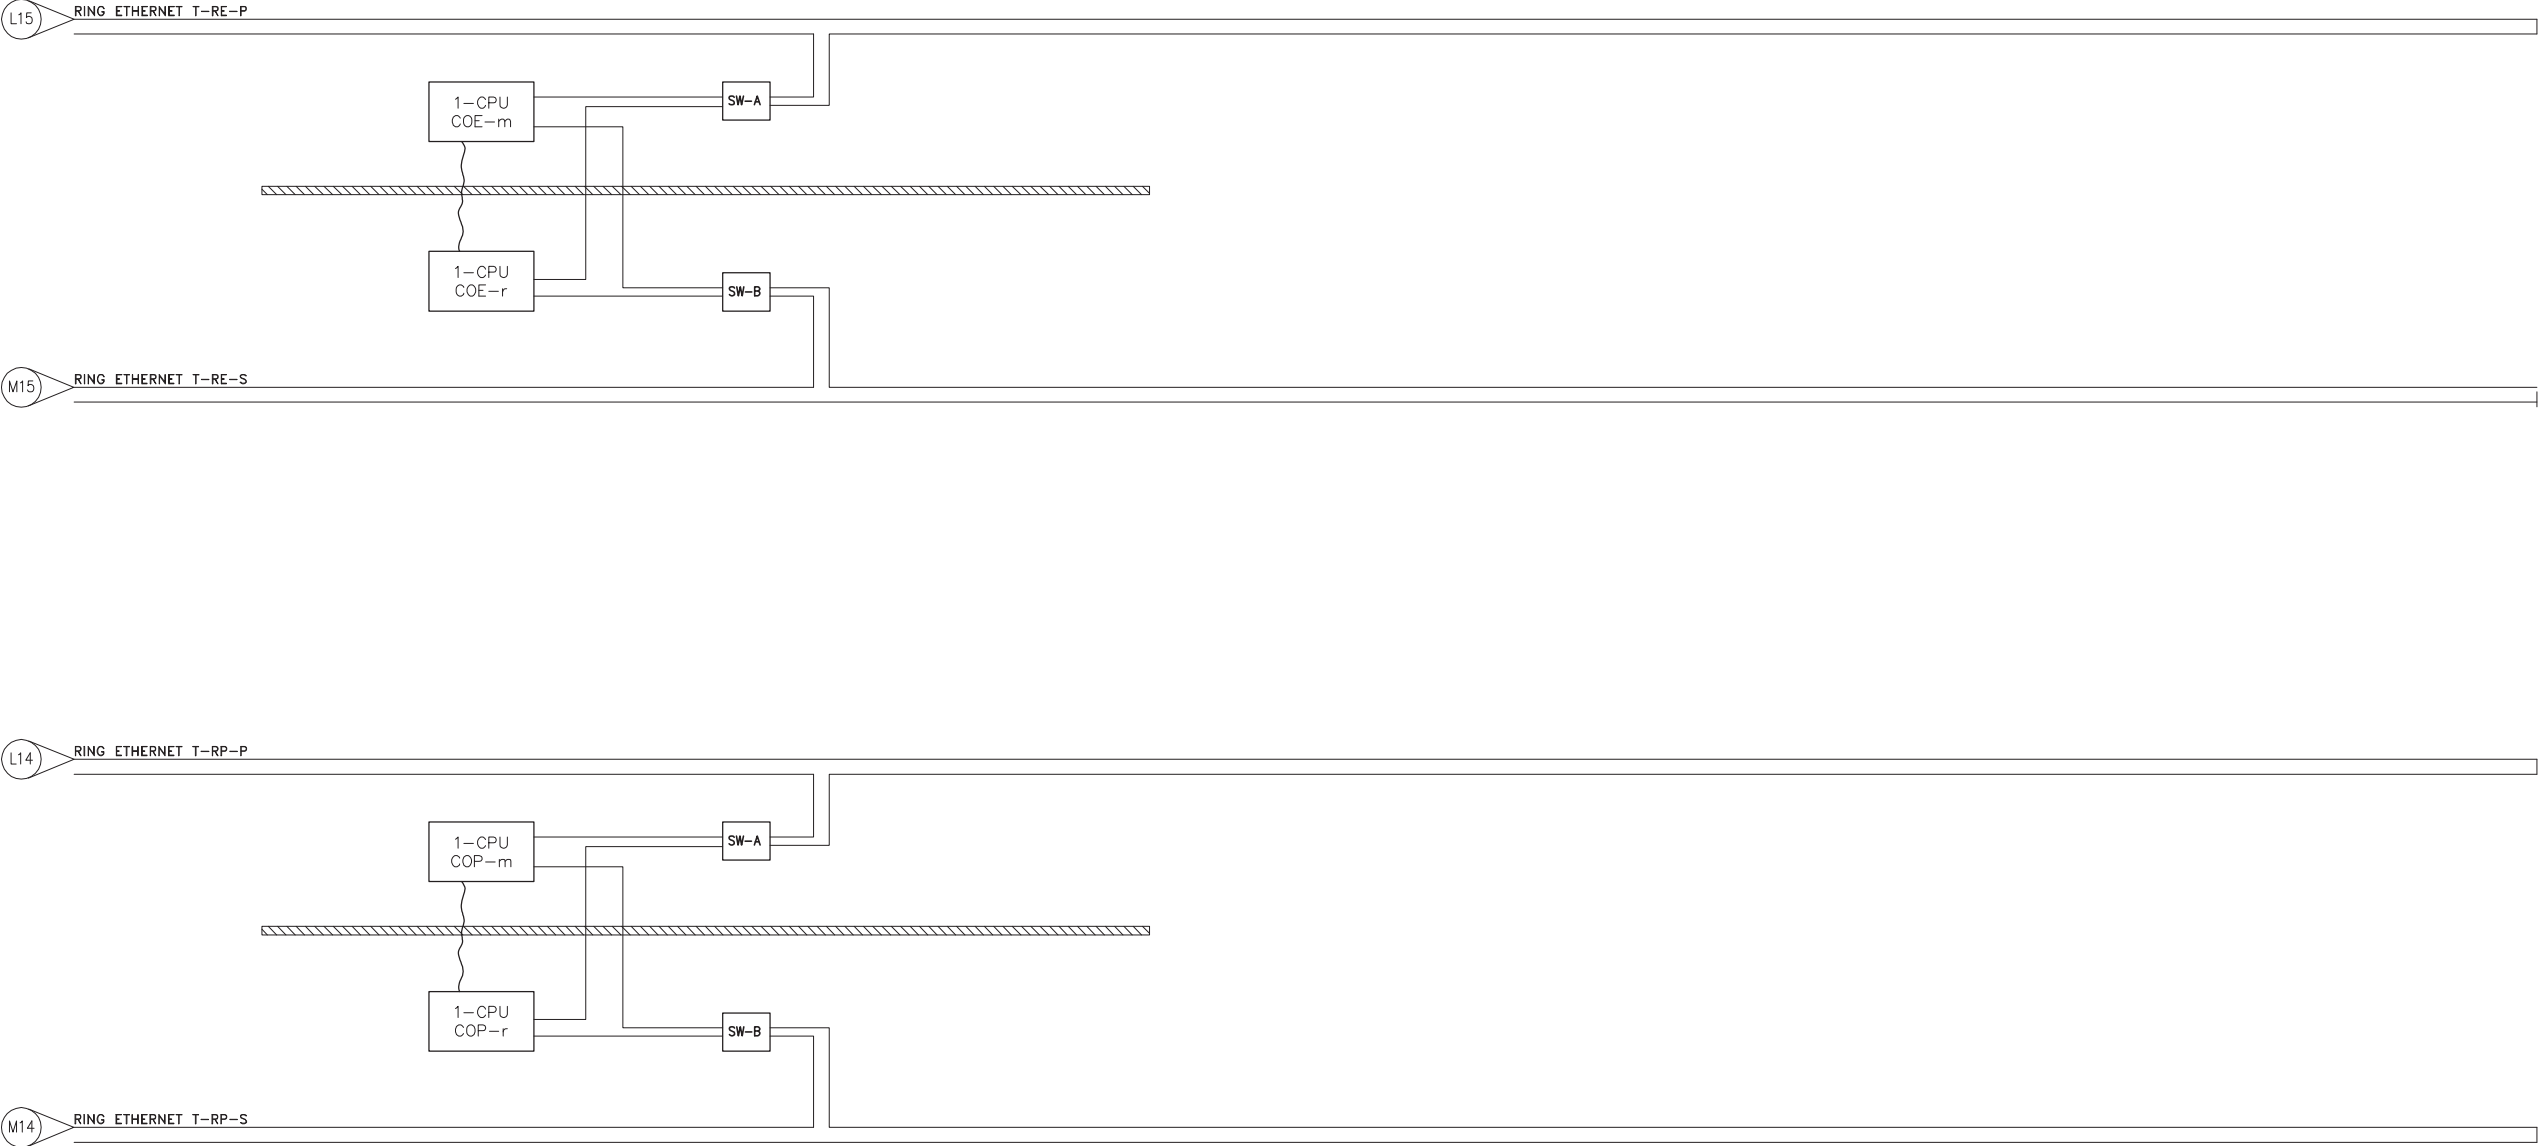 L15
RING ETHERNET T-RE-P
1-CPU
COE-m
SW-A
1-CPU
COE-r
SW-B
M15
RING ETHERNET T-RE-S
L14
RING ETHERNET T-RP-P
1-CPU
COP-m
SW-A
1-CPU
COP-r
SW-B
M14
RING ETHERNET T-RP-S